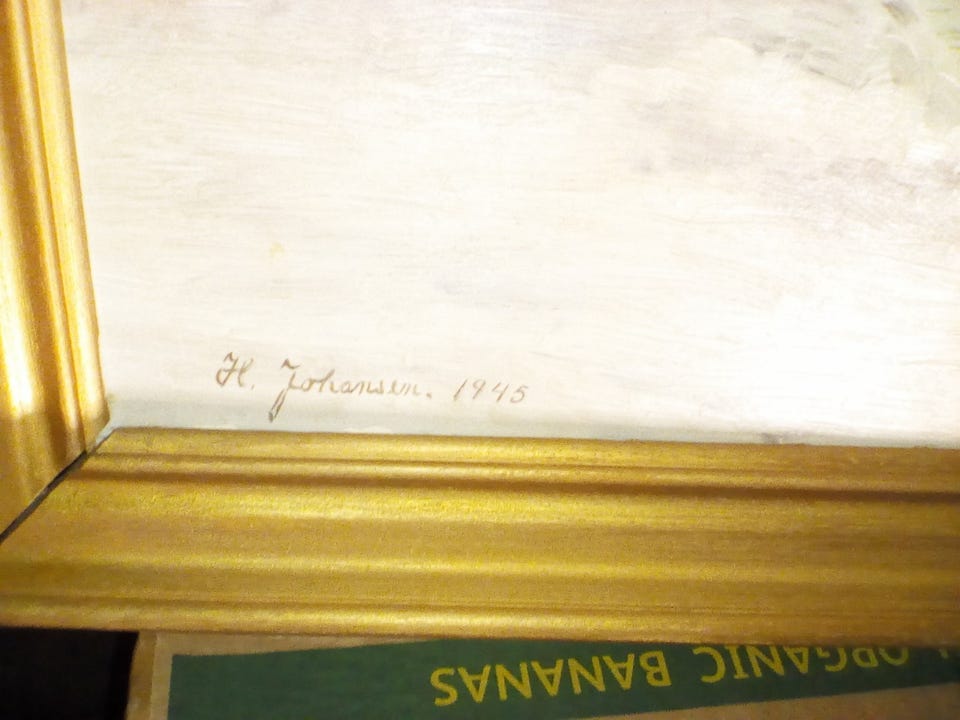 H. Johansen. 1945
ORGANIC BANANAS